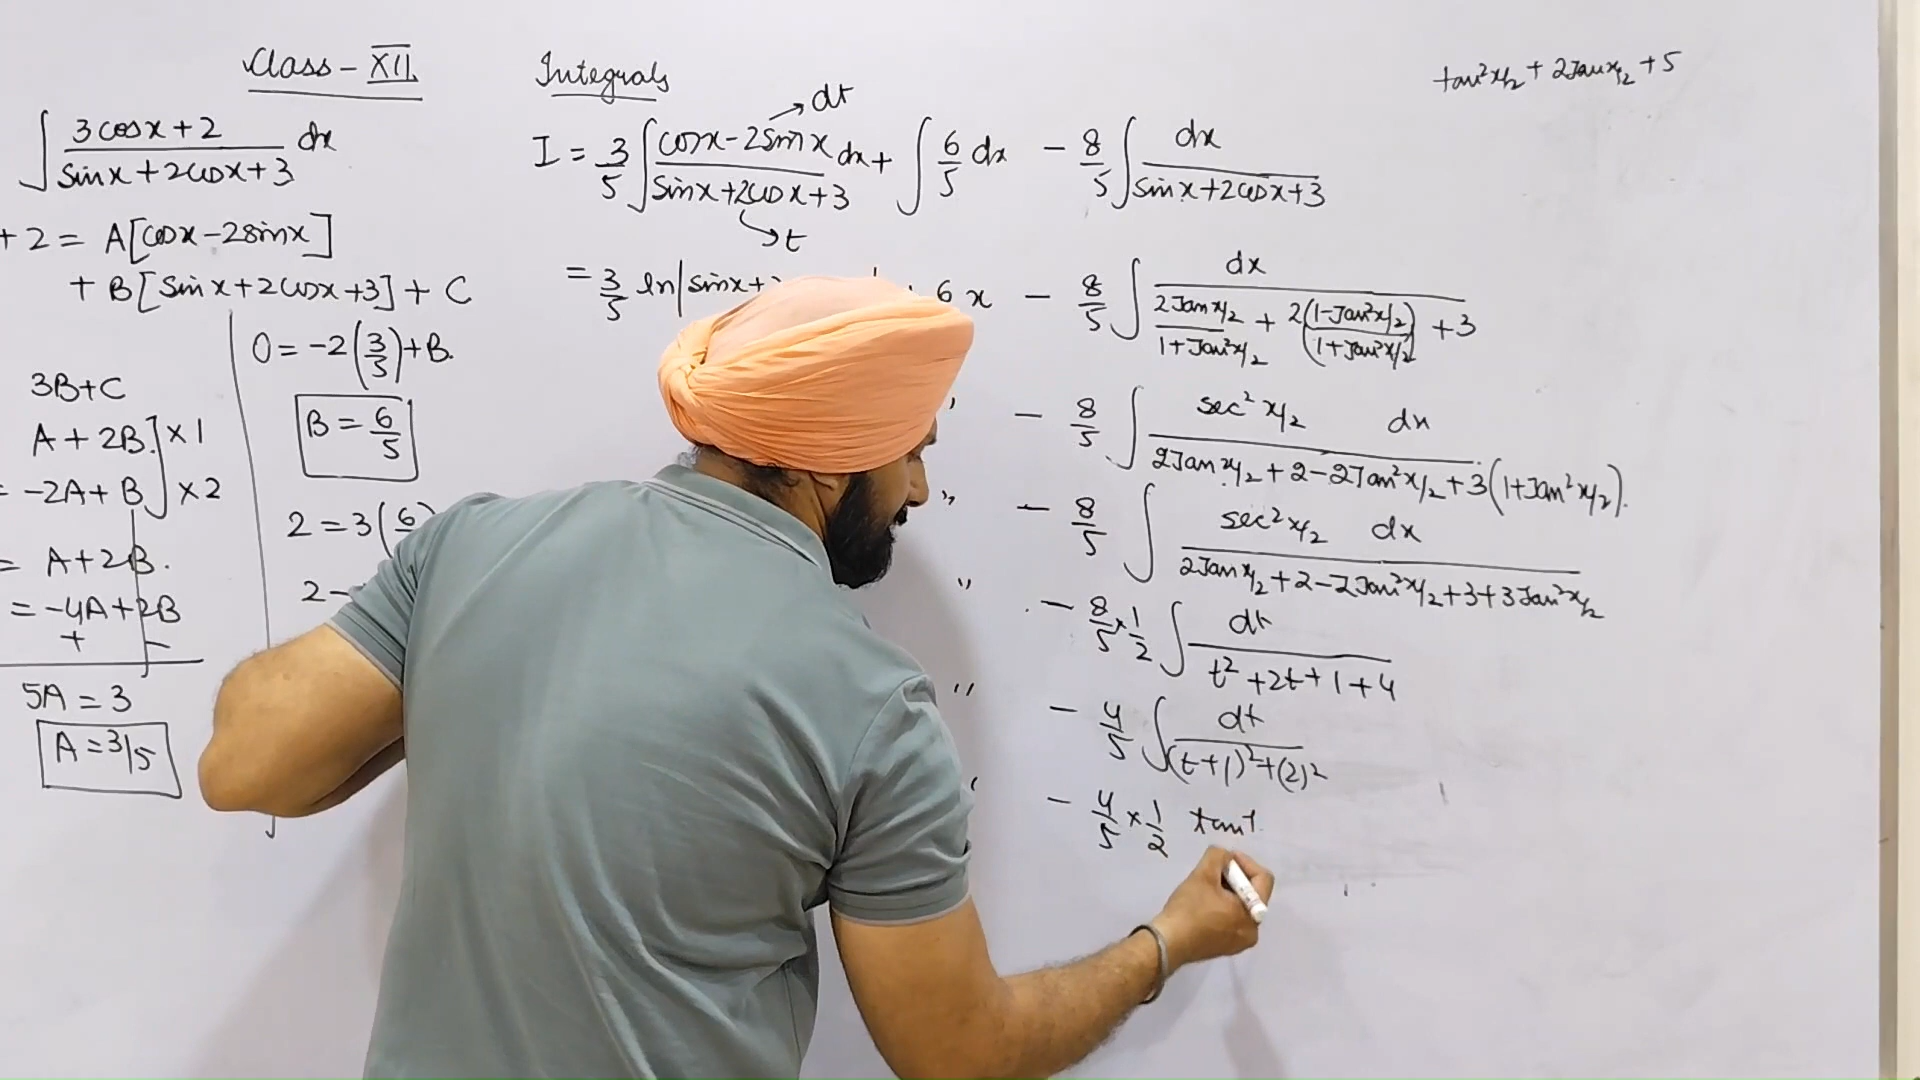 Class - XII
Integrals
tan²x/2 + 2tanx/2 + 5
∫ (3cosx+2)/(sinx+2cosx+3) dx
+ 2 = A[cosx-2sinx]
+ B[sinx+2cosx+3] + C
3B+C
A + 2B ] × 1
= -2A + B ] × 2
= A+2B.
= -4A+2B
+ -
5A = 3
A = 3/5
0 = -2(3/5)+B.
B = 6/5
2 = 3(6
2-
→ dt
I = 3/5 ∫ (cosx-2sinx)/(sinx+2cosx+3) dx + ∫ 6/5 dx - 8/5 ∫ dx/(sinx+2cosx+3)
→ t
= 3/5 ln|sinx+ 6 x - 8/5 ∫ dx/(2tanx/2/(1+tan²x/2) + 2(1-tan²x/2)/(1+tan²x/2) + 3)
" - 8/5 ∫ sec²x/2 dx/(2tanx/2 + 2 - 2tan²x/2 + 3(1+tan²x/2).
" - 8/5 ∫ sec²x/2 dx/(2tanx/2 + 2 - 2tan²x/2 + 3 + 3tan²x/2)
" - 8/5 × 1/2 ∫ dt/(t²+2t+1+4)
" - 4/5 ∫ dt/((t+1)²+(2)²)
" - 4/5 × 1/2 tan⁻¹